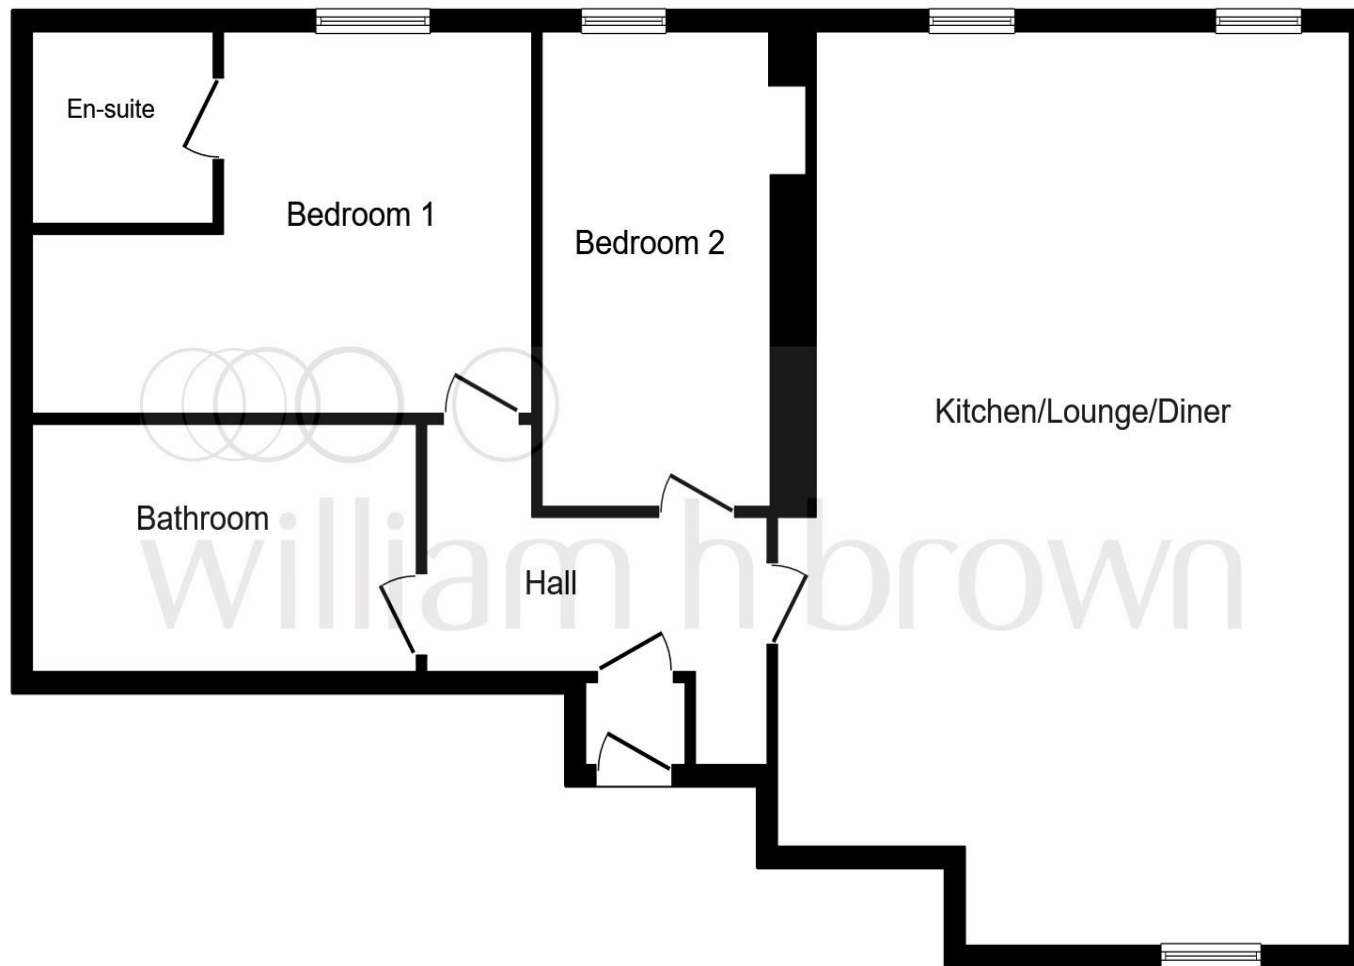 En-suite
Bedroom 1
Bedroom 2
Kitchen/Lounge/Diner
Bathroom
Hall
william h brown